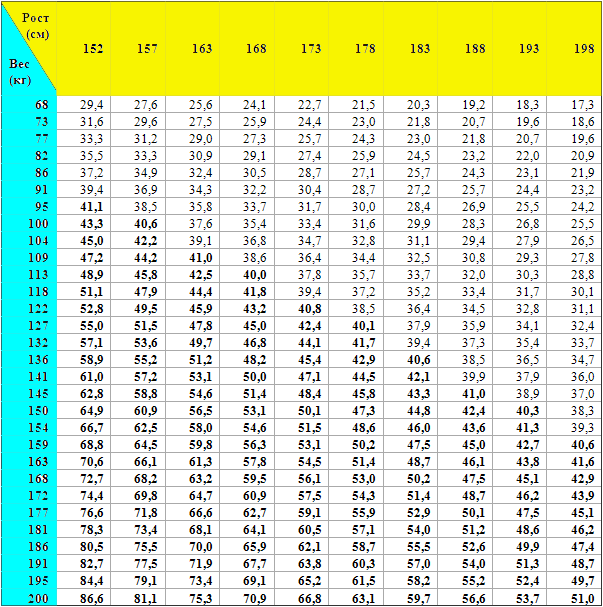 Рост
(см)
Вес
(кг)
152 157 163 168 173 178 183 188 193 198
68 29,4 27,6 25,6 24,1 22,7 21,5 20,3 19,2 18,3 17,3
73 31,6 29,6 27,5 25,9 24,4 23,0 21,8 20,7 19,6 18,6
77 33,3 31,2 29,0 27,3 25,7 24,3 23,0 21,8 20,7 19,6
82 35,5 33,3 30,9 29,1 27,4 25,9 24,5 23,2 22,0 20,9
86 37,2 34,9 32,4 30,5 28,7 27,1 25,7 24,3 23,1 21,9
91 39,4 36,9 34,3 32,2 30,4 28,7 27,2 25,7 24,4 23,2
95 41,1 38,5 35,8 33,7 31,7 30,0 28,4 26,9 25,5 24,2
100 43,3 40,6 37,6 35,4 33,4 31,6 29,9 28,3 26,8 25,5
104 45,0 42,2 39,1 36,8 34,7 32,8 31,1 29,4 27,9 26,5
109 47,2 44,2 41,0 38,6 36,4 34,4 32,5 30,8 29,3 27,8
113 48,9 45,8 42,5 40,0 37,8 35,7 33,7 32,0 30,3 28,8
118 51,1 47,9 44,4 41,8 39,4 37,2 35,2 33,4 31,7 30,1
122 52,8 49,5 45,9 43,2 40,8 38,5 36,4 34,5 32,8 31,1
127 55,0 51,5 47,8 45,0 42,4 40,1 37,9 35,9 34,1 32,4
132 57,1 53,6 49,7 46,8 44,1 41,7 39,4 37,3 35,4 33,7
136 58,9 55,2 51,2 48,2 45,4 42,9 40,6 38,5 36,5 34,7
141 61,0 57,2 53,1 50,0 47,1 44,5 42,1 39,9 37,9 36,0
145 62,8 58,8 54,6 51,4 48,4 45,8 43,3 41,0 38,9 37,0
150 64,9 60,9 56,5 53,1 50,1 47,3 44,8 42,4 40,3 38,3
154 66,7 62,5 58,0 54,6 51,5 48,6 46,0 43,6 41,3 39,3
159 68,8 64,5 59,8 56,3 53,1 50,2 47,5 45,0 42,7 40,6
163 70,6 66,1 61,3 57,8 54,5 51,4 48,7 46,1 43,8 41,6
168 72,7 68,2 63,2 59,5 56,1 53,0 50,2 47,5 45,1 42,9
172 74,4 69,8 64,7 60,9 57,5 54,3 51,4 48,7 46,2 43,9
177 76,6 71,8 66,6 62,7 59,1 55,9 52,9 50,1 47,5 45,1
181 78,3 73,4 68,1 64,1 60,5 57,1 54,0 51,2 48,6 46,2
186 80,5 75,5 70,0 65,9 62,1 58,7 55,5 52,6 49,9 47,4
191 82,7 77,5 71,9 67,7 63,8 60,3 57,0 54,0 51,3 48,7
195 84,4 79,1 73,4 69,1 65,2 61,5 58,2 55,2 52,4 49,7
200 86,6 81,1 75,3 70,9 66,8 63,1 59,7 56,6 53,7 51,0